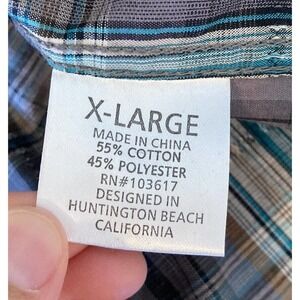 X-LARGE
MADE IN CHINA
55% COTTON
45% POLYESTER
RN#103617
DESIGNED IN
HUNTINGTON BEACH
CALIFORNIA